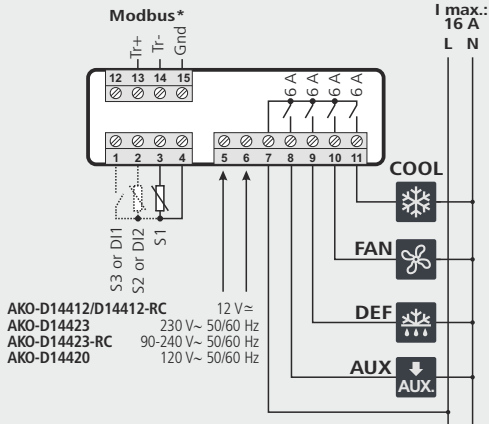 Modbus*
I max.:
16 A
L N
Tr+
Tr-
Gnd
12 13 14 15
6 A
6 A
6 A
6 A
1 2 3 4
5 6 7 8 9 10 11
S3 or DI1
S2 or DI2
S1
COOL
FAN
DEF
AUX
AUX.
AKO-D14412/D14412-RC 12 V≂
AKO-D14423 230 V~ 50/60 Hz
AKO-D14423-RC 90-240 V~ 50/60 Hz
AKO-D14420 120 V~ 50/60 Hz